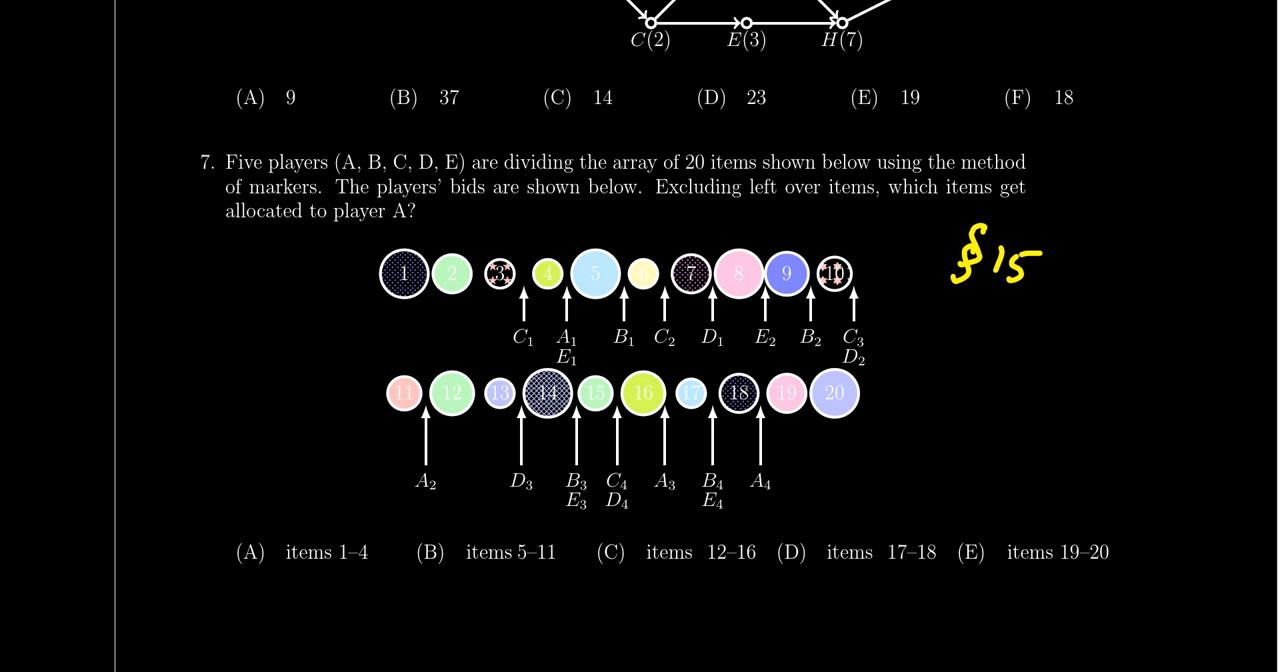 C(2) E(3) H(7)
(A) 9 (B) 37 (C) 14 (D) 23 (E) 19 (F) 18
7. Five players (A, B, C, D, E) are dividing the array of 20 items shown below using the method
of markers. The players' bids are shown below. Excluding left over items, which items get
allocated to player A?
§ 15
1 2 3 4 5 6 7 8 9 10
C₁ A₁ B₁ C₂ D₁ E₂ B₂ C₃
E₁ D₂
11 12 13 14 15 16 17 18 19 20
A₂ D₃ B₃ C₄ A₃ B₄ A₄
E₃ D₄ E₄
(A) items 1–4 (B) items 5–11 (C) items 12–16 (D) items 17–18 (E) items 19–20